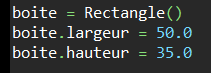 boite = Rectangle()
boite.largeur = 50.0
boite.hauteur = 35.0